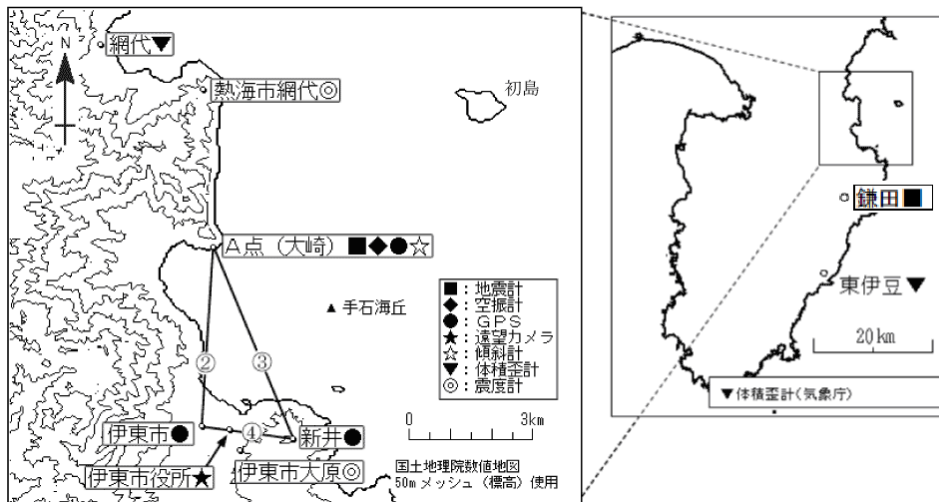 N
網代▼
熱海市網代◎
初島
A点（大崎）■◆●☆
▲手石海丘
■：地震計
◆：空振計
●：GPS
★：遠望カメラ
☆：傾斜計
▼：体積歪計
◎：震度計
②
③
④
伊東市●
新井●
伊東市役所★
伊東市大原◎
0 3km
国土地理院数値地図
50mメッシュ（標高）使用
鎌田■
東伊豆▼
20km
▼体積歪計(気象庁)